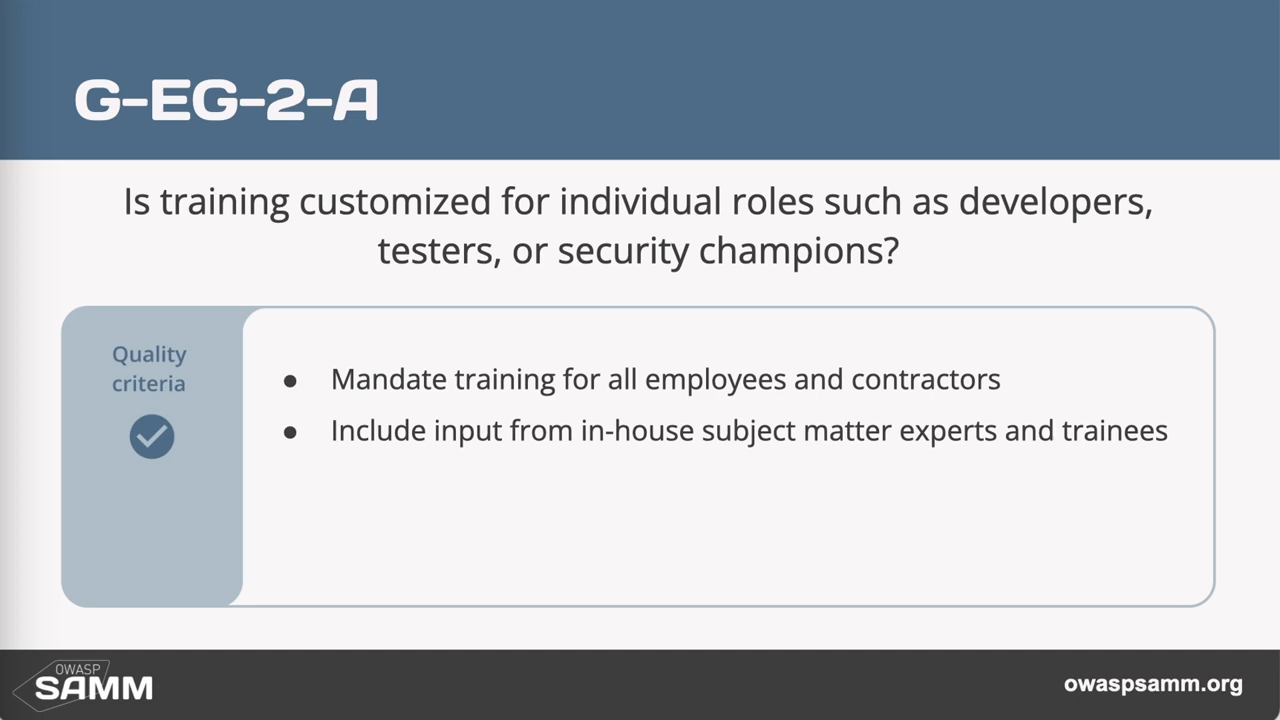 G-EG-2-A
Is training customized for individual roles such as developers,
testers, or security champions?
Quality
criteria
● Mandate training for all employees and contractors
● Include input from in-house subject matter experts and trainees
OWASP
SAMM
owaspsamm.org